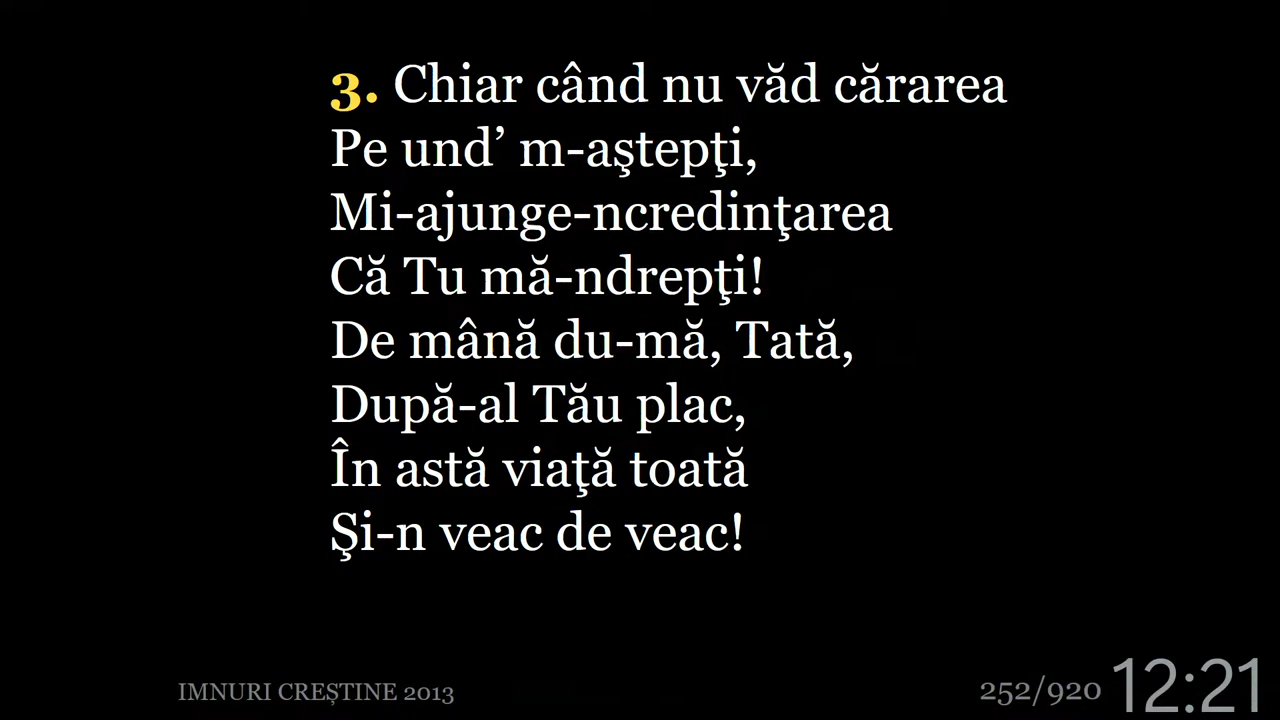 3. Chiar când nu văd cărarea
Pe und’ m-aştepţi,
Mi-ajunge-ncredinţarea
Că Tu mă-ndrepţi!
De mână du-mă, Tată,
După-al Tău plac,
În astă viaţă toată
Şi-n veac de veac!
IMNURI CREȘTINE 2013
252/920
12:21